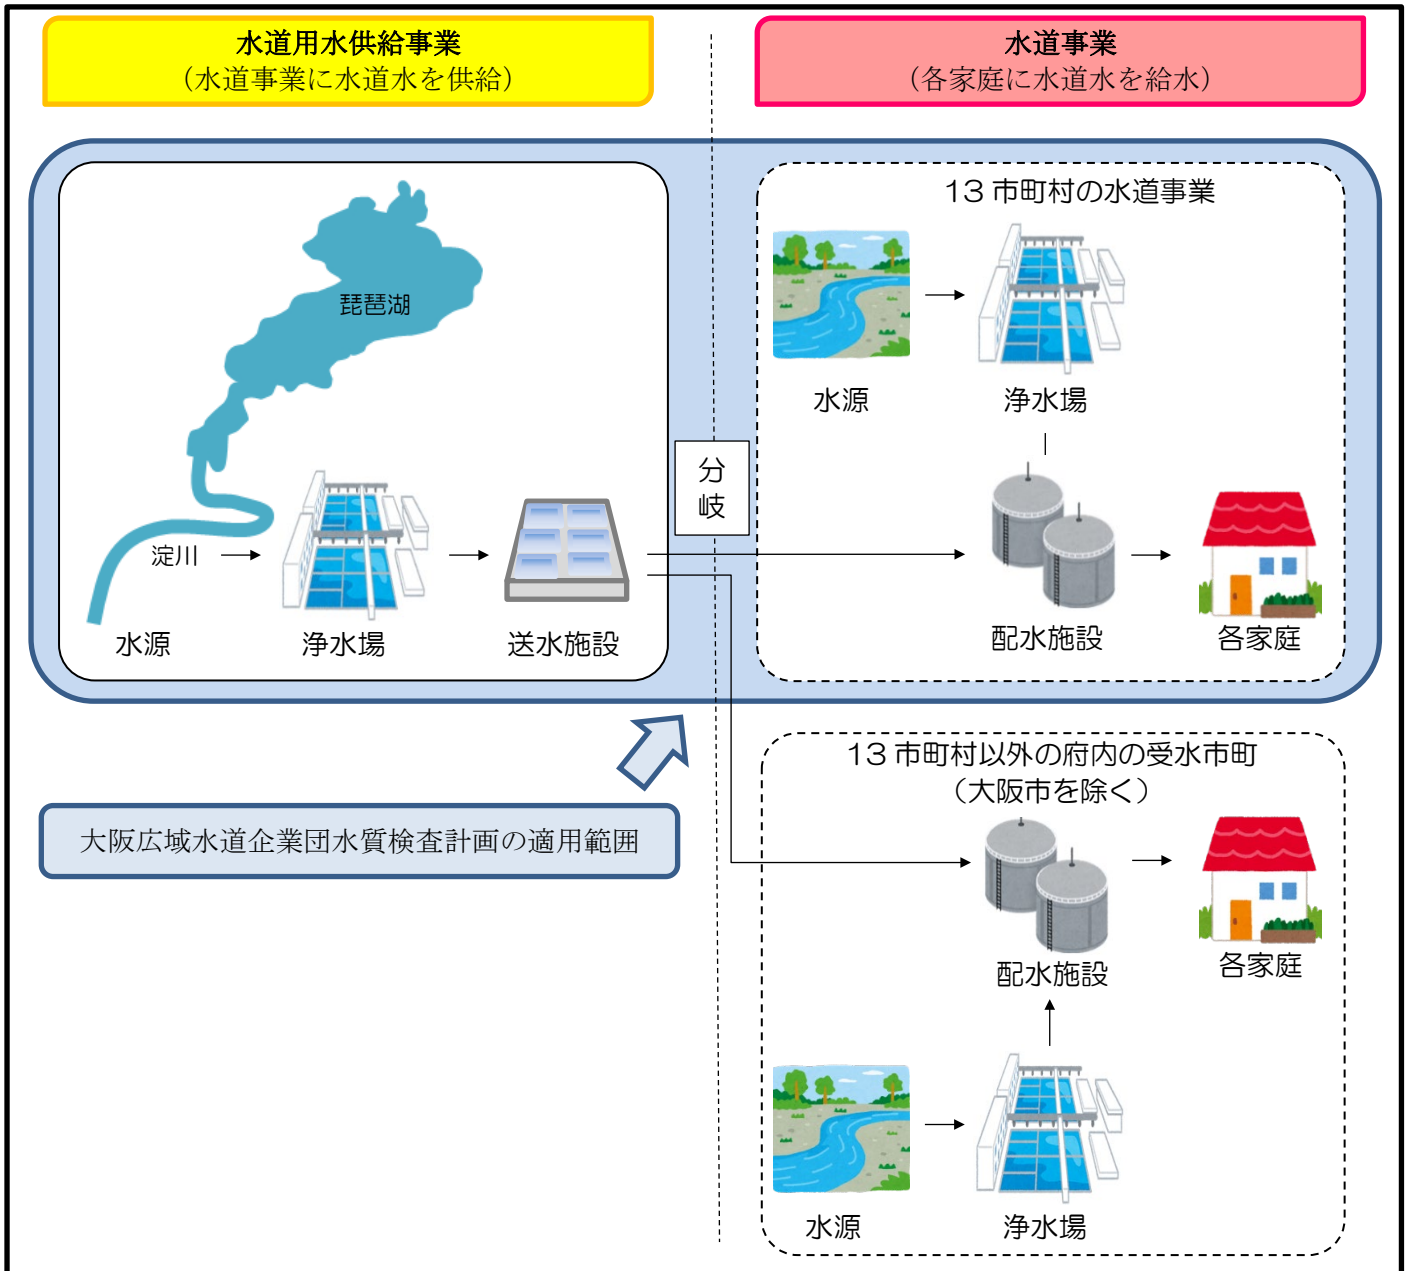 水道用水供給事業
（水道事業に水道水を供給）
水道事業
（各家庭に水道水を給水）
琵琶湖
淀川
水源
浄水場
送水施設
分
岐
13 市町村の水道事業
水源
浄水場
配水施設
各家庭
大阪広域水道企業団水質検査計画の適用範囲
13 市町村以外の府内の受水市町
（大阪市を除く）
配水施設
各家庭
水源
浄水場